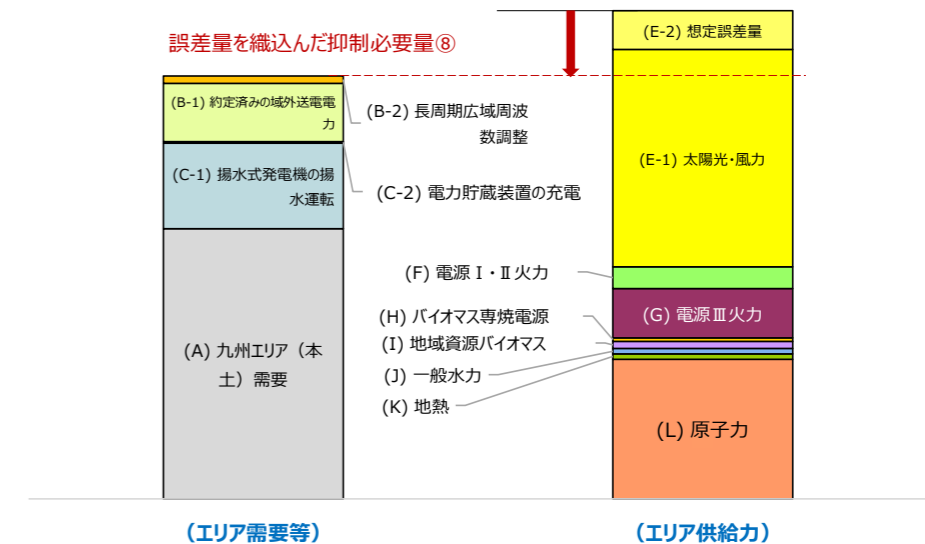 誤差量を織込んだ抑制必要量⑧
(B-1) 約定済みの域外送電電
力
(B-2) 長周期広域周波
数調整
(C-1) 揚水式発電機の揚
水運転
(C-2) 電力貯蔵装置の充電
(A) 九州エリア（本
土）需要
(E-2) 想定誤差量
(E-1) 太陽光・風力
(F) 電源Ⅰ・Ⅱ火力
(G) 電源Ⅲ火力
(H) バイオマス専焼電源
(I) 地域資源バイオマス
(J) 一般水力
(K) 地熱
(L) 原子力
（エリア需要等）
（エリア供給力）